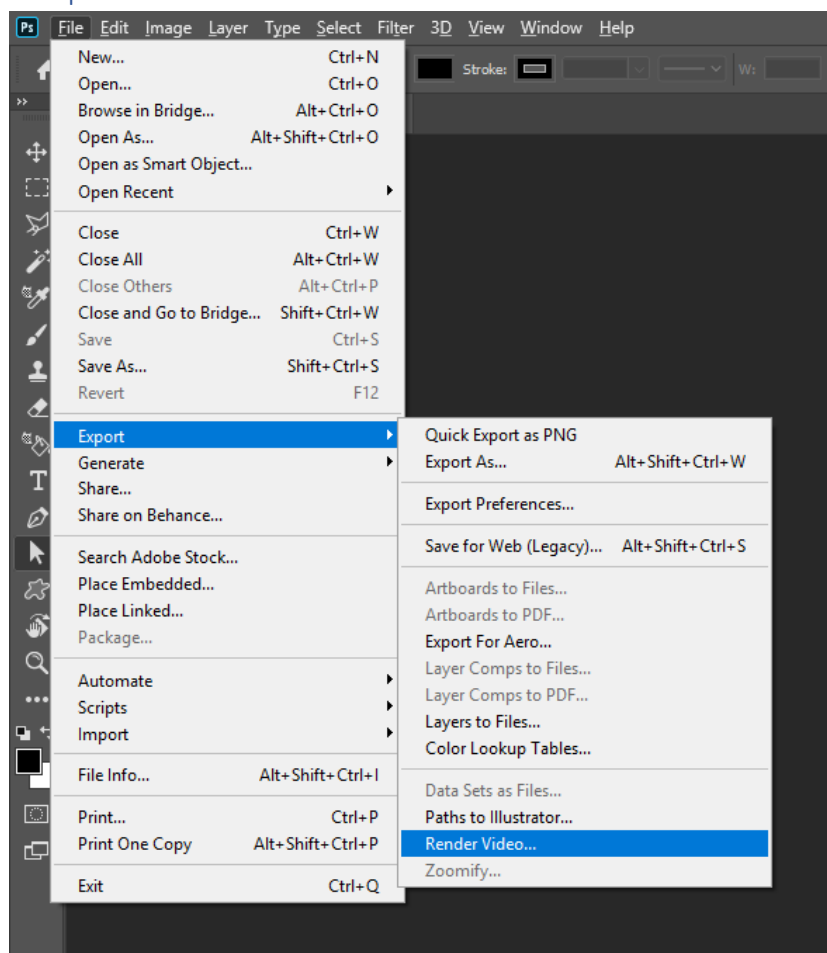 Ps File Edit Image Layer Type Select Filter 3D View Window Help
Stroke: W:
New... Ctrl+N
Open... Ctrl+O
Browse in Bridge... Alt+Ctrl+O
Open As... Alt+Shift+Ctrl+O
Open as Smart Object...
Open Recent
Close Ctrl+W
Close All Alt+Ctrl+W
Close Others Alt+Ctrl+P
Close and Go to Bridge... Shift+Ctrl+W
Save Ctrl+S
Save As... Shift+Ctrl+S
Revert F12
Export
Generate
Share...
Share on Behance...
Search Adobe Stock...
Place Embedded...
Place Linked...
Package...
Automate
Scripts
Import
File Info... Alt+Shift+Ctrl+I
Print... Ctrl+P
Print One Copy Alt+Shift+Ctrl+P
Exit Ctrl+Q
Quick Export as PNG
Export As... Alt+Shift+Ctrl+W
Export Preferences...
Save for Web (Legacy)... Alt+Shift+Ctrl+S
Artboards to Files...
Artboards to PDF...
Export For Aero...
Layer Comps to Files...
Layer Comps to PDF...
Layers to Files...
Color Lookup Tables...
Data Sets as Files...
Paths to Illustrator...
Render Video...
Zoomify...